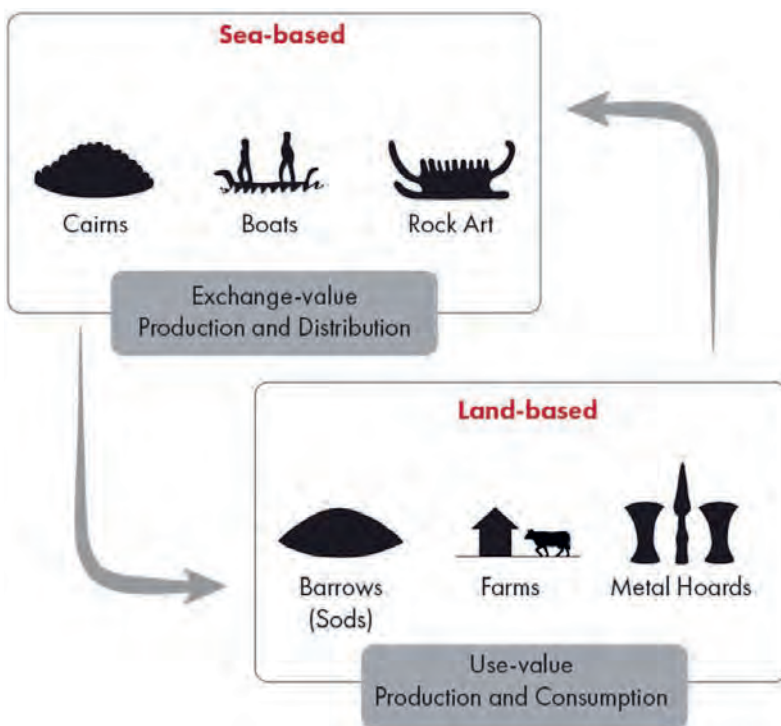 Sea-based
Cairns
Boats
Rock Art
Exchange-value
Production and Distribution
Land-based
Barrows
(Sods)
Farms
Metal Hoards
Use-value
Production and Consumption